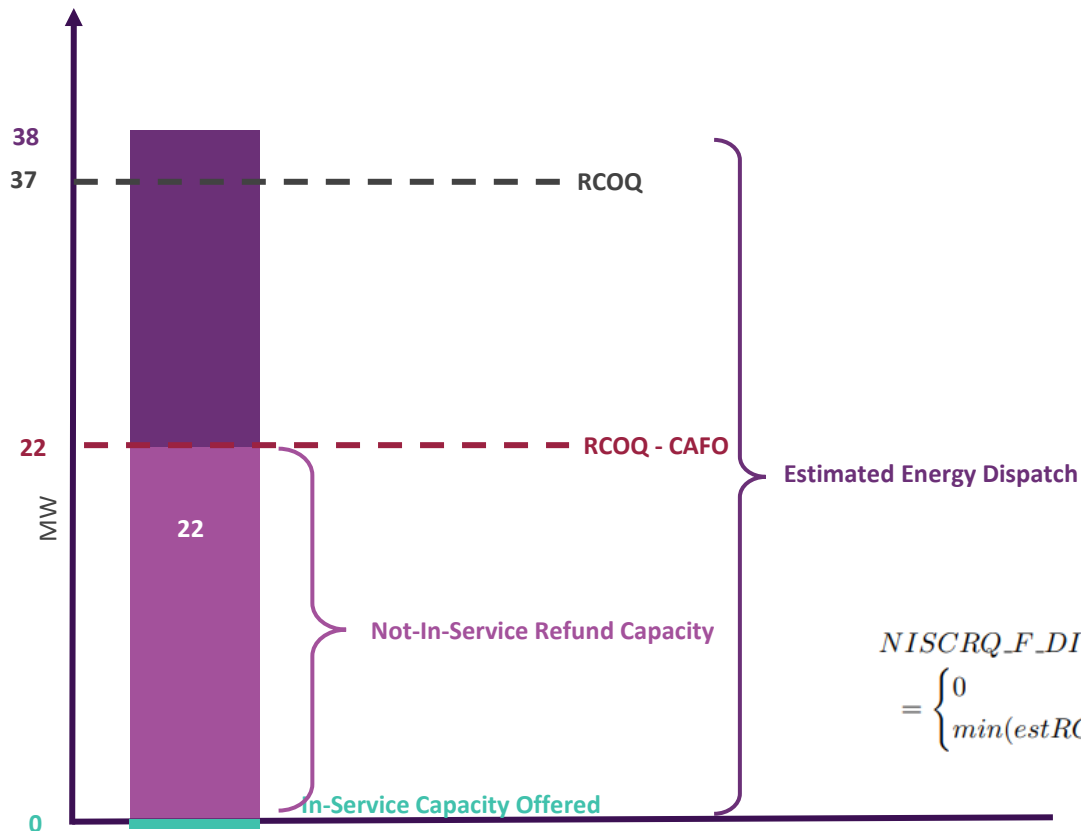 38
37
RCOQ
22
RCOQ - CAFO
Estimated Energy Dispatch
MW
22
Not-In-Service Refund Capacity
NISCRQ_F_DI
= {0
min(estRC
In-Service Capacity Offered
0